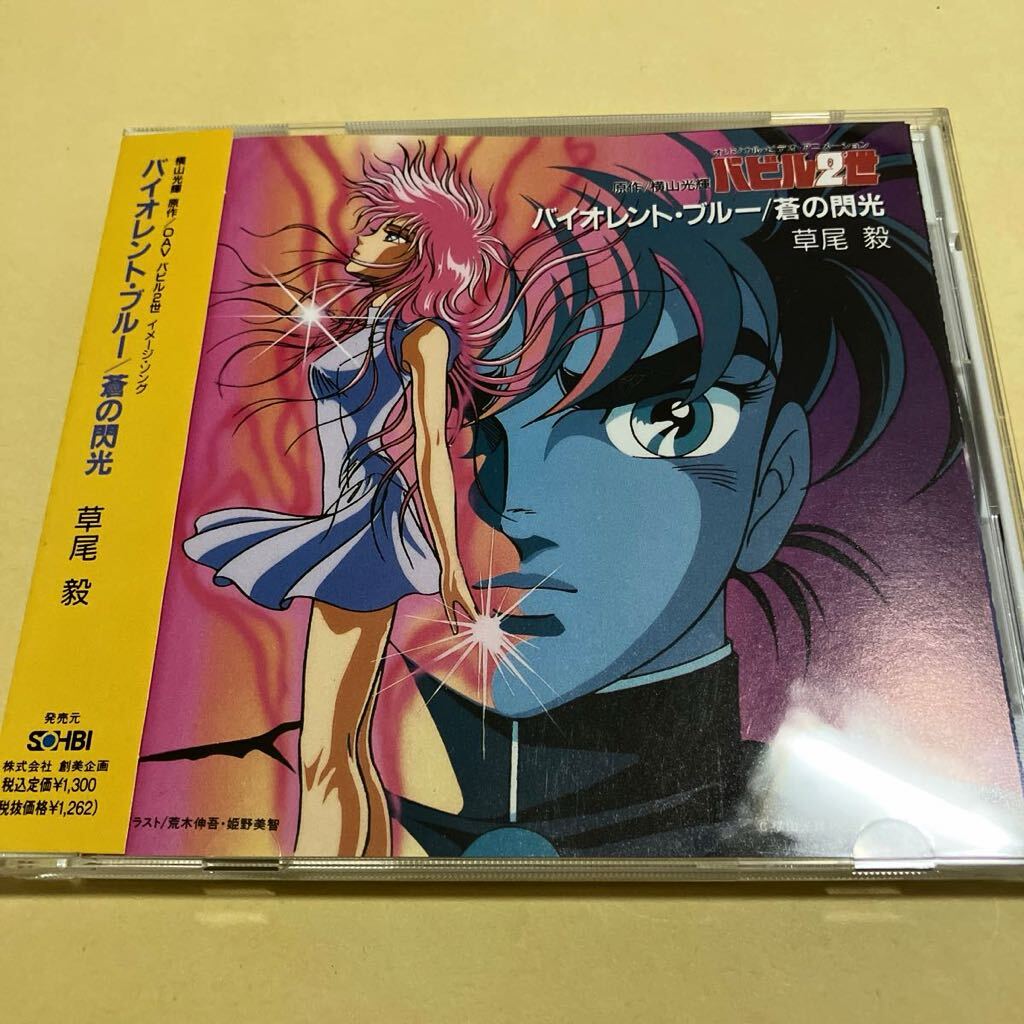 横山光輝 原作/OAV バビル2世 イメージ・ソング
バイオレント・ブルー/蒼の閃光
草尾 毅
発売元
SOHBI
株式会社 創美企画
税込定価¥1,300
税抜価格¥1,262)
オリジナル・ビデオ・アニメーション
原作/横山光輝 バビル2世
バイオレント・ブルー/蒼の閃光
草尾 毅
ラスト/荒木伸吾・姫野美智